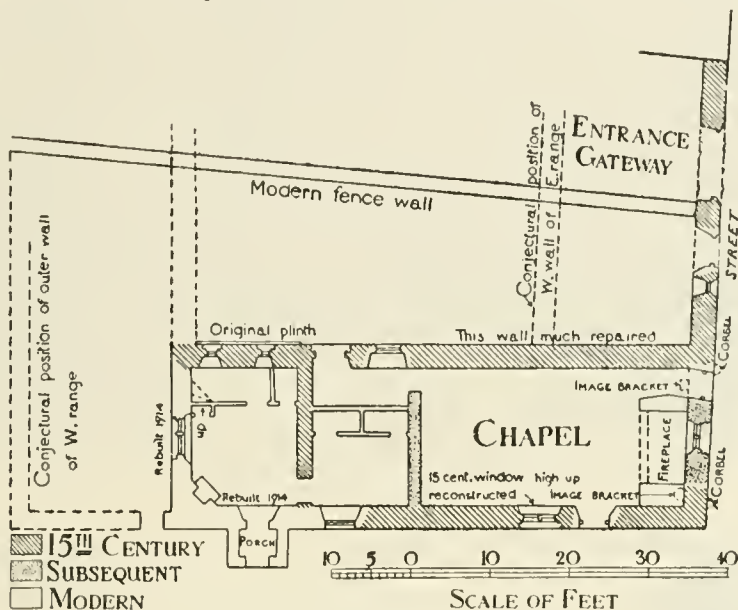 ENTRANCE
GATEWAY
STREET
Modern fence wall
Conjectural position of
W. wall of E. range
Conjectural position of outer wall
of W. range
Original plinth
This wall much repaired
CORBEL
IMAGE BRACKET
Rebuilt 1914
up
CHAPEL
FIREPLACE
15 cent. window high up
reconstructed
IMAGE BRACKET
CORBEL
Rebuilt 1914
PORCH
15TH CENTURY
SUBSEQUENT
MODERN
10 5 0 10 20 30 40
SCALE OF FEET